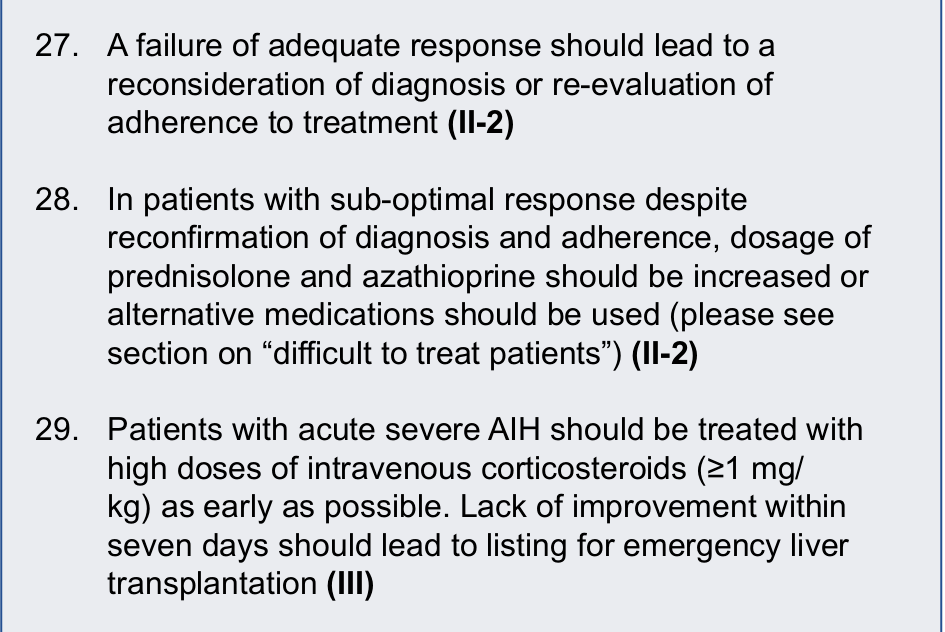 27. A failure of adequate response should lead to a
reconsideration of diagnosis or re-evaluation of
adherence to treatment (II-2)
28. In patients with sub-optimal response despite
reconfirmation of diagnosis and adherence, dosage of
prednisolone and azathioprine should be increased or
alternative medications should be used (please see
section on “difficult to treat patients”) (II-2)
29. Patients with acute severe AIH should be treated with
high doses of intravenous corticosteroids (≥1 mg/
kg) as early as possible. Lack of improvement within
seven days should lead to listing for emergency liver
transplantation (III)